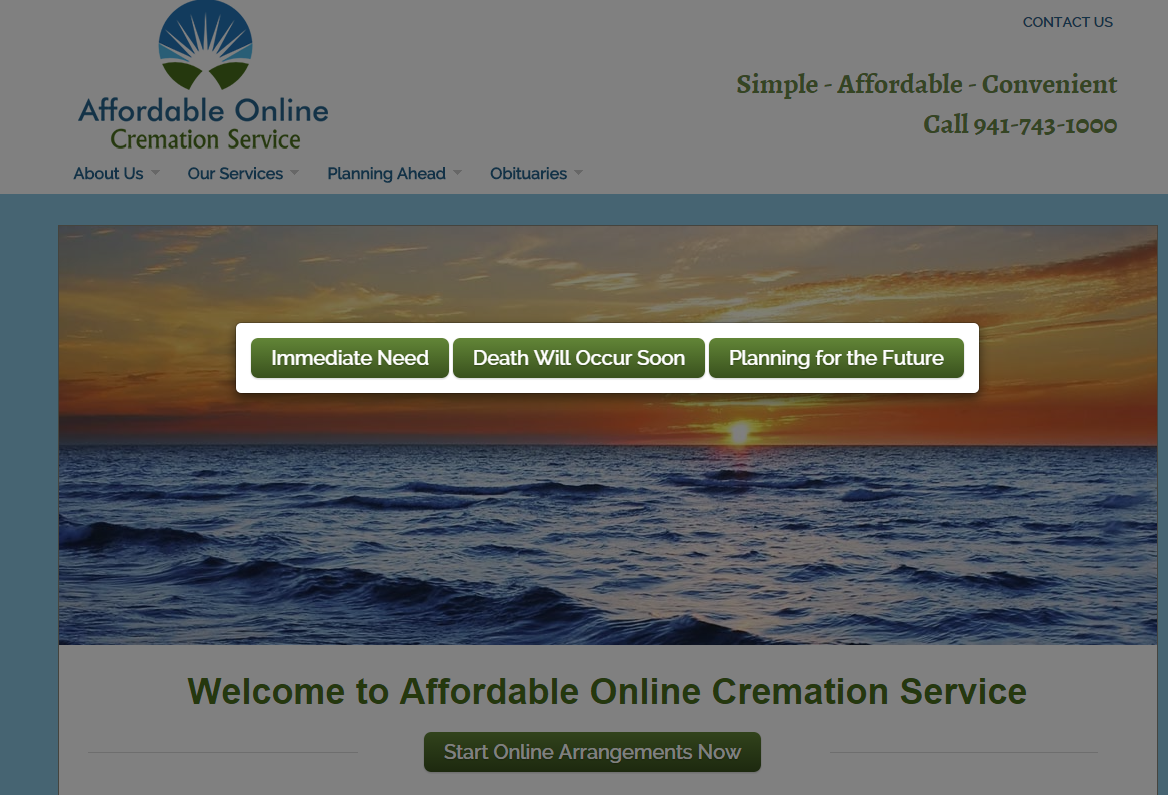 CONTACT US
Affordable Online
Cremation Service
Simple - Affordable - Convenient
Call 941-743-1000
About Us Our Services Planning Ahead Obituaries
Immediate Need Death Will Occur Soon Planning for the Future
Welcome to Affordable Online Cremation Service
Start Online Arrangements Now